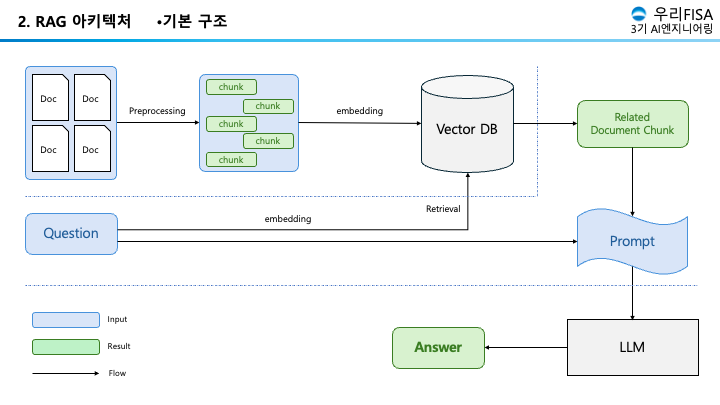 2. RAG 아키텍처 •기본 구조
우리FISA
3기 AI엔지니어링
Doc
Doc
Doc
Doc
Preprocessing
chunk
chunk
chunk
chunk
chunk
embedding
Vector DB
Related
Document Chunk
Question
embedding
Retrieval
Prompt
Input
Result
Flow
Answer
LLM